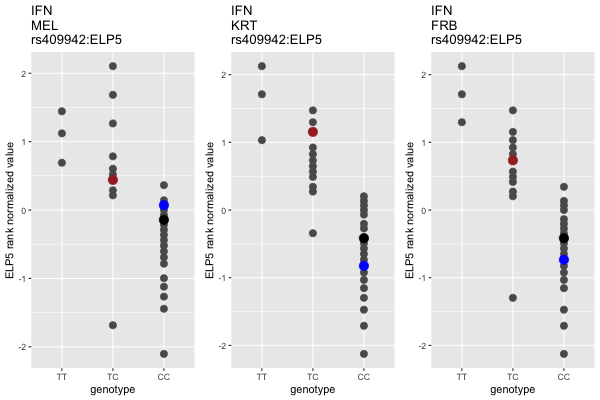 IFN
MEL
rs409942:ELP5
ELP5 rank normalized value
2
1
0
-1
-2
TT
TC
CC
genotype
IFN
KRT
rs409942:ELP5
ELP5 rank normalized value
2
1
0
-1
-2
TT
TC
CC
genotype
IFN
FRB
rs409942:ELP5
ELP5 rank normalized value
2
1
0
-1
-2
TT
TC
CC
genotype